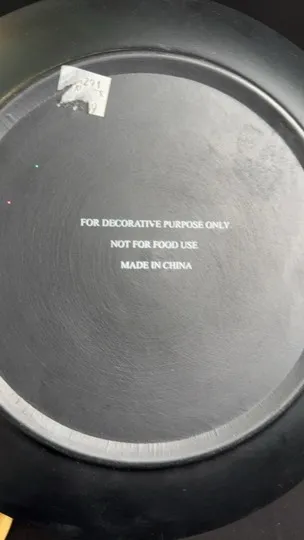 FOR DECORATIVE PURPOSE ONLY
NOT FOR FOOD USE
MADE IN CHINA